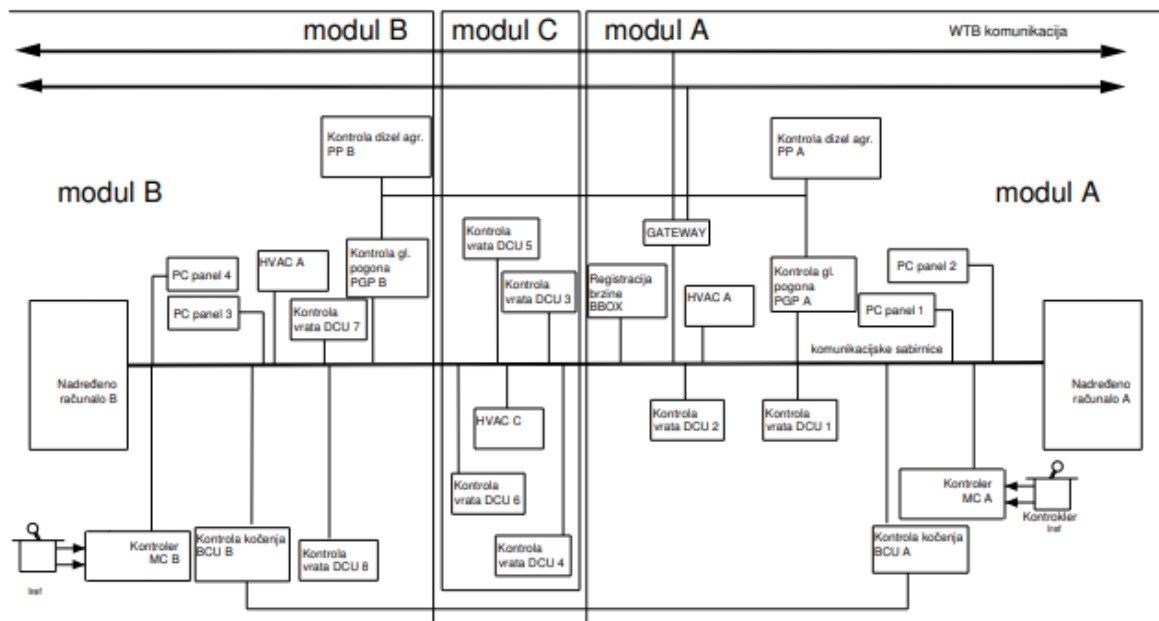 modul B
modul C
modul A
WTB komunikacija
Kontrola dizel agr.
PP B
Kontrola dizel agr.
PP A
modul B
modul A
Kontrola
vrata DCU 5
GATEWAY
Kontrola gl.
pogona
PGP B
HVAC A
PC panel 4
PC panel 3
Kontrola
vrata DCU 7
Kontrola
vrata DCU 3
Registracija
brzine
BBOX
HVAC A
Kontrola gl.
pogona
PGP A
PC panel 2
PC panel 1
komunikacijske sabirnice
Nadređeno
računalo B
Nadređeno
računalo A
HVAC C
Kontrola
vrata DCU 2
Kontrola
vrata DCU 1
Kontrola
vrata DCU 6
Kontroler
MC A
Kontrokler
Iref
Kontroler
MC B
Kontrola kočenja
BCU B
Kontrola
vrata DCU 8
Kontrola
vrata DCU 4
Kontrola kočenja
BCU A
Iref